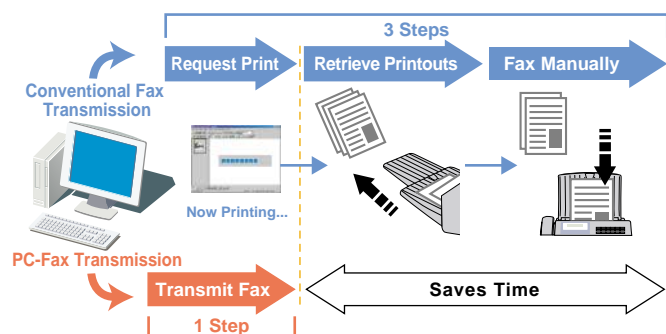 3 Steps
Request Print
Retrieve Printouts
Fax Manually
Conventional Fax
Transmission
Now Printing...
PC-Fax Transmission
Transmit Fax
Saves Time
1 Step